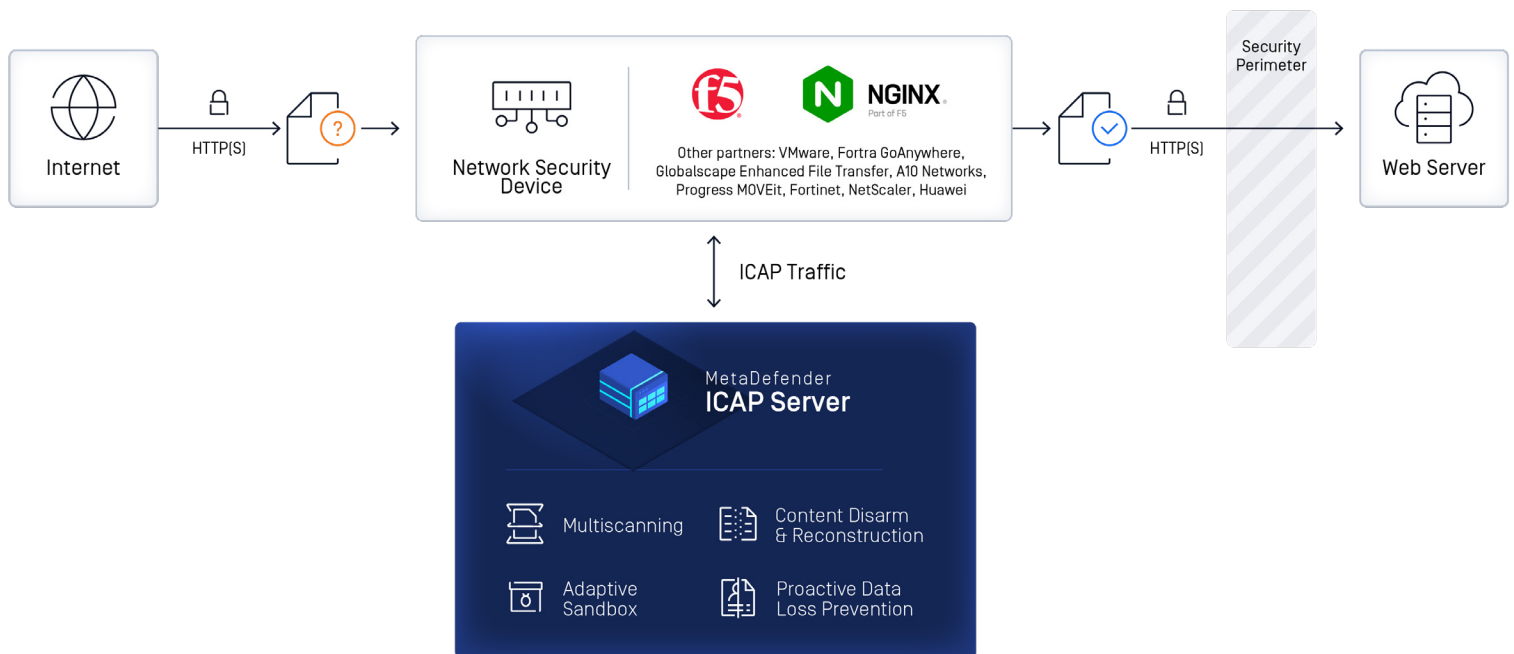 Internet
HTTP(S)
?
Network Security
Device
f5
N
NGINX
Part of F5
Other partners: VMware, Fortra GoAnywhere,
Globalscape Enhanced File Transfer, A10 Networks,
Progress MOVEit, Fortinet, NetScaler, Huawei
HTTP(S)
Security
Perimeter
Web Server
ICAP Traffic
MetaDefender
ICAP Server
Multiscanning
Content Disarm
& Reconstruction
Adaptive
Sandbox
Proactive Data
Loss Prevention